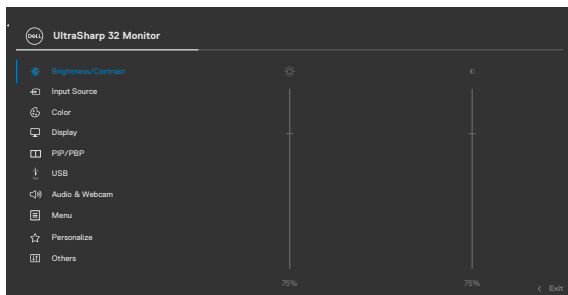 DELL
UltraSharp 32 Monitor
Brightness/Contrast
Input Source
Color
Display
PIP/PBP
USB
Audio & Webcam
Menu
Personalize
Others
75%
75%
Exit